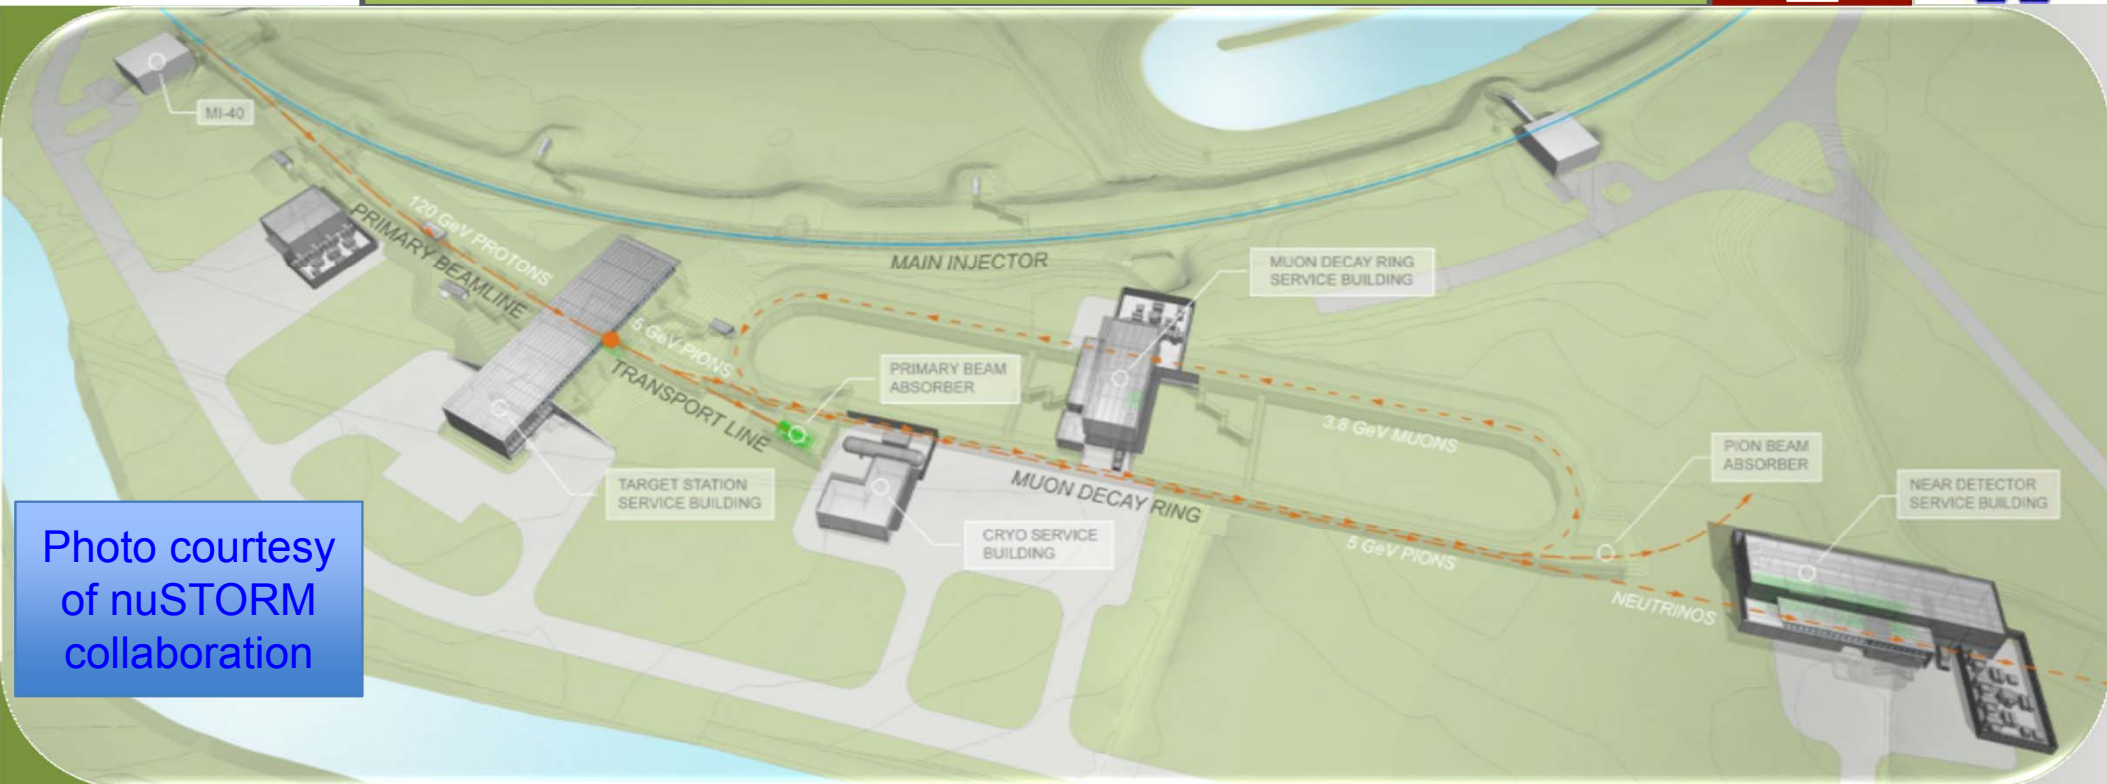 MI-40
120 GeV PROTONS
PRIMARY BEAMLINE
MAIN INJECTOR
MUON DECAY RING
SERVICE BUILDING
5 GeV PIONS
TRANSPORT LINE
PRIMARY BEAM
ABSORBER
3.8 GeV MUONS
PION BEAM
ABSORBER
TARGET STATION
SERVICE BUILDING
MUON DECAY RING
NEAR DETECTOR
SERVICE BUILDING
CRYO SERVICE
BUILDING
5 GeV PIONS
NEUTRINOS
Photo courtesy
of nuSTORM
collaboration